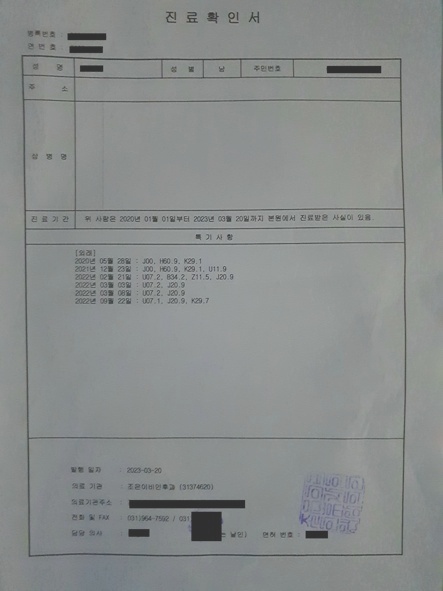 진료확인서
등록번호 :
연 번 호 :
성 명 성 별 남 주민번호
주 소
상 병 명
진료기간 위 사람은 2020년 01월 01일부터 2023년 03월 20일까지 본원에서 진료받은 사실이 있음.
특기사항
[외래]
2020년 05월 28일 : J00, H60.9, K29.1
2021년 12월 23일 : J00, H60.9, K29.1, U11.9
2022년 02월 21일 : U07.2, B34.2, Z11.5, J20.9
2022년 03월 03일 : U07.2, J20.9
2022년 03월 08일 : U07.2, J20.9
2022년 09월 22일 : U07.1, J20.9, K29.7
발행 일자 : 2023-03-20
의료 기관 : 조은이비인후과 (31374620)
의료기관주소 :
전화 및 FAX : 031)964-7592 / 031
담당 의사 : 는 날인) 면허 번호 :